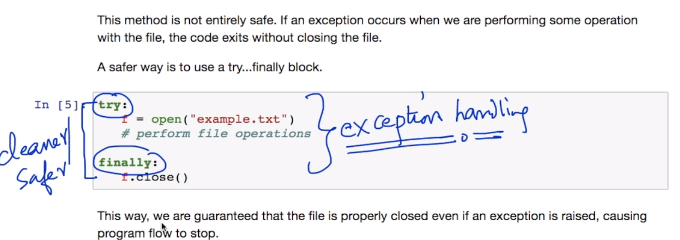 This method is not entirely safe. If an exception occurs when we are performing some operation
with the file, the code exits without closing the file.
A safer way is to use a try...finally block.
In [5] try:
f = open("example.txt")
# perform file operations
finally:
f.close()
exception handling
cleaner
safer
This way, we are guaranteed that the file is properly closed even if an exception is raised, causing
program flow to stop.